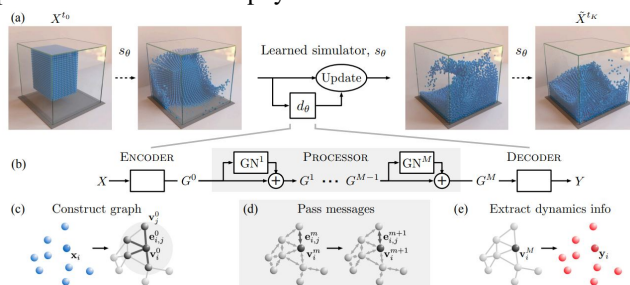 (a)
X^{t_0}
X̃^{t_K}
s_θ
Learned simulator, s_θ
s_θ
Update
d_θ
(b)
ENCODER
PROCESSOR
DECODER
GN^1
GN^M
X
G^0
G^1 ··· G^{M-1}
G^M
Y
(c)
Construct graph
v_j^0
e_{i,j}^0
v_i^0
x_i
(d)
Pass messages
e_{i,j}^m
v_i^m
e_{i,j}^{m+1}
v_i^{m+1}
(e)
Extract dynamics info
v_i^M
y_i